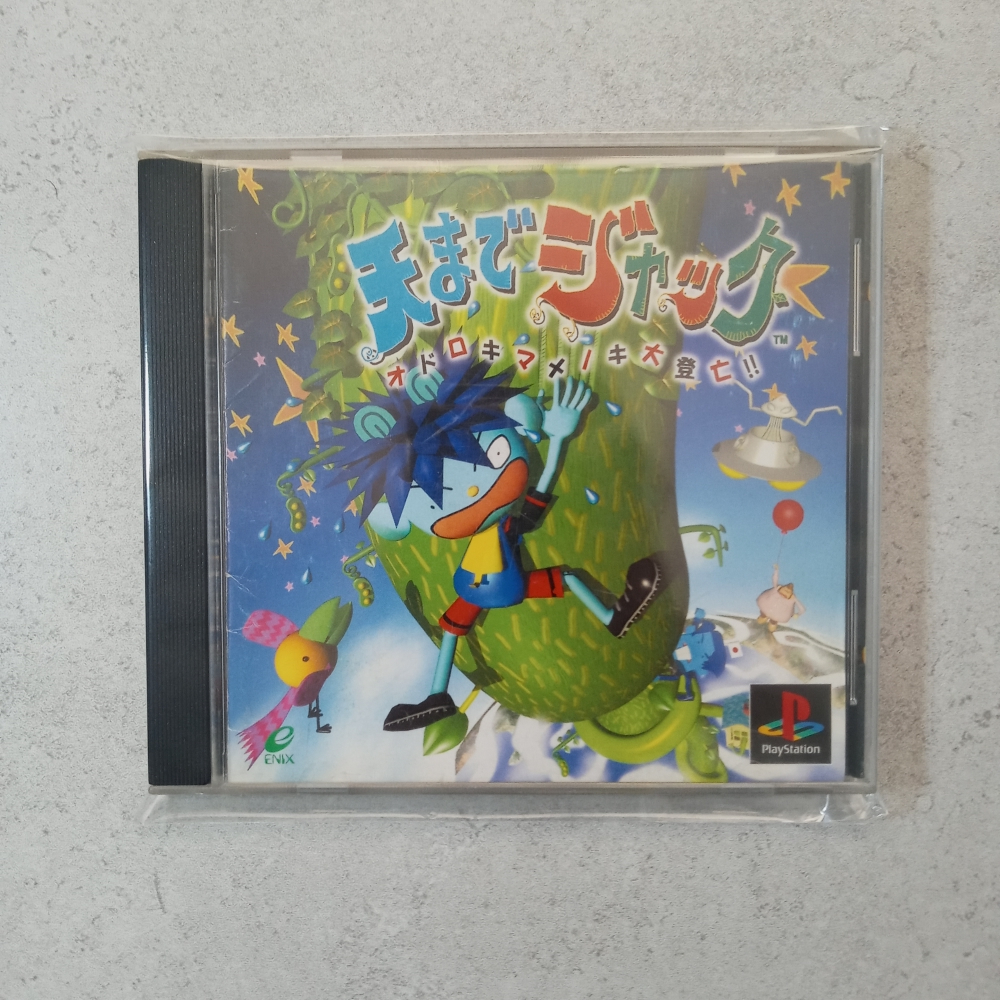 天までジャック
TM
オドロキマメノキ大登亡!!
ENIX
PlayStation